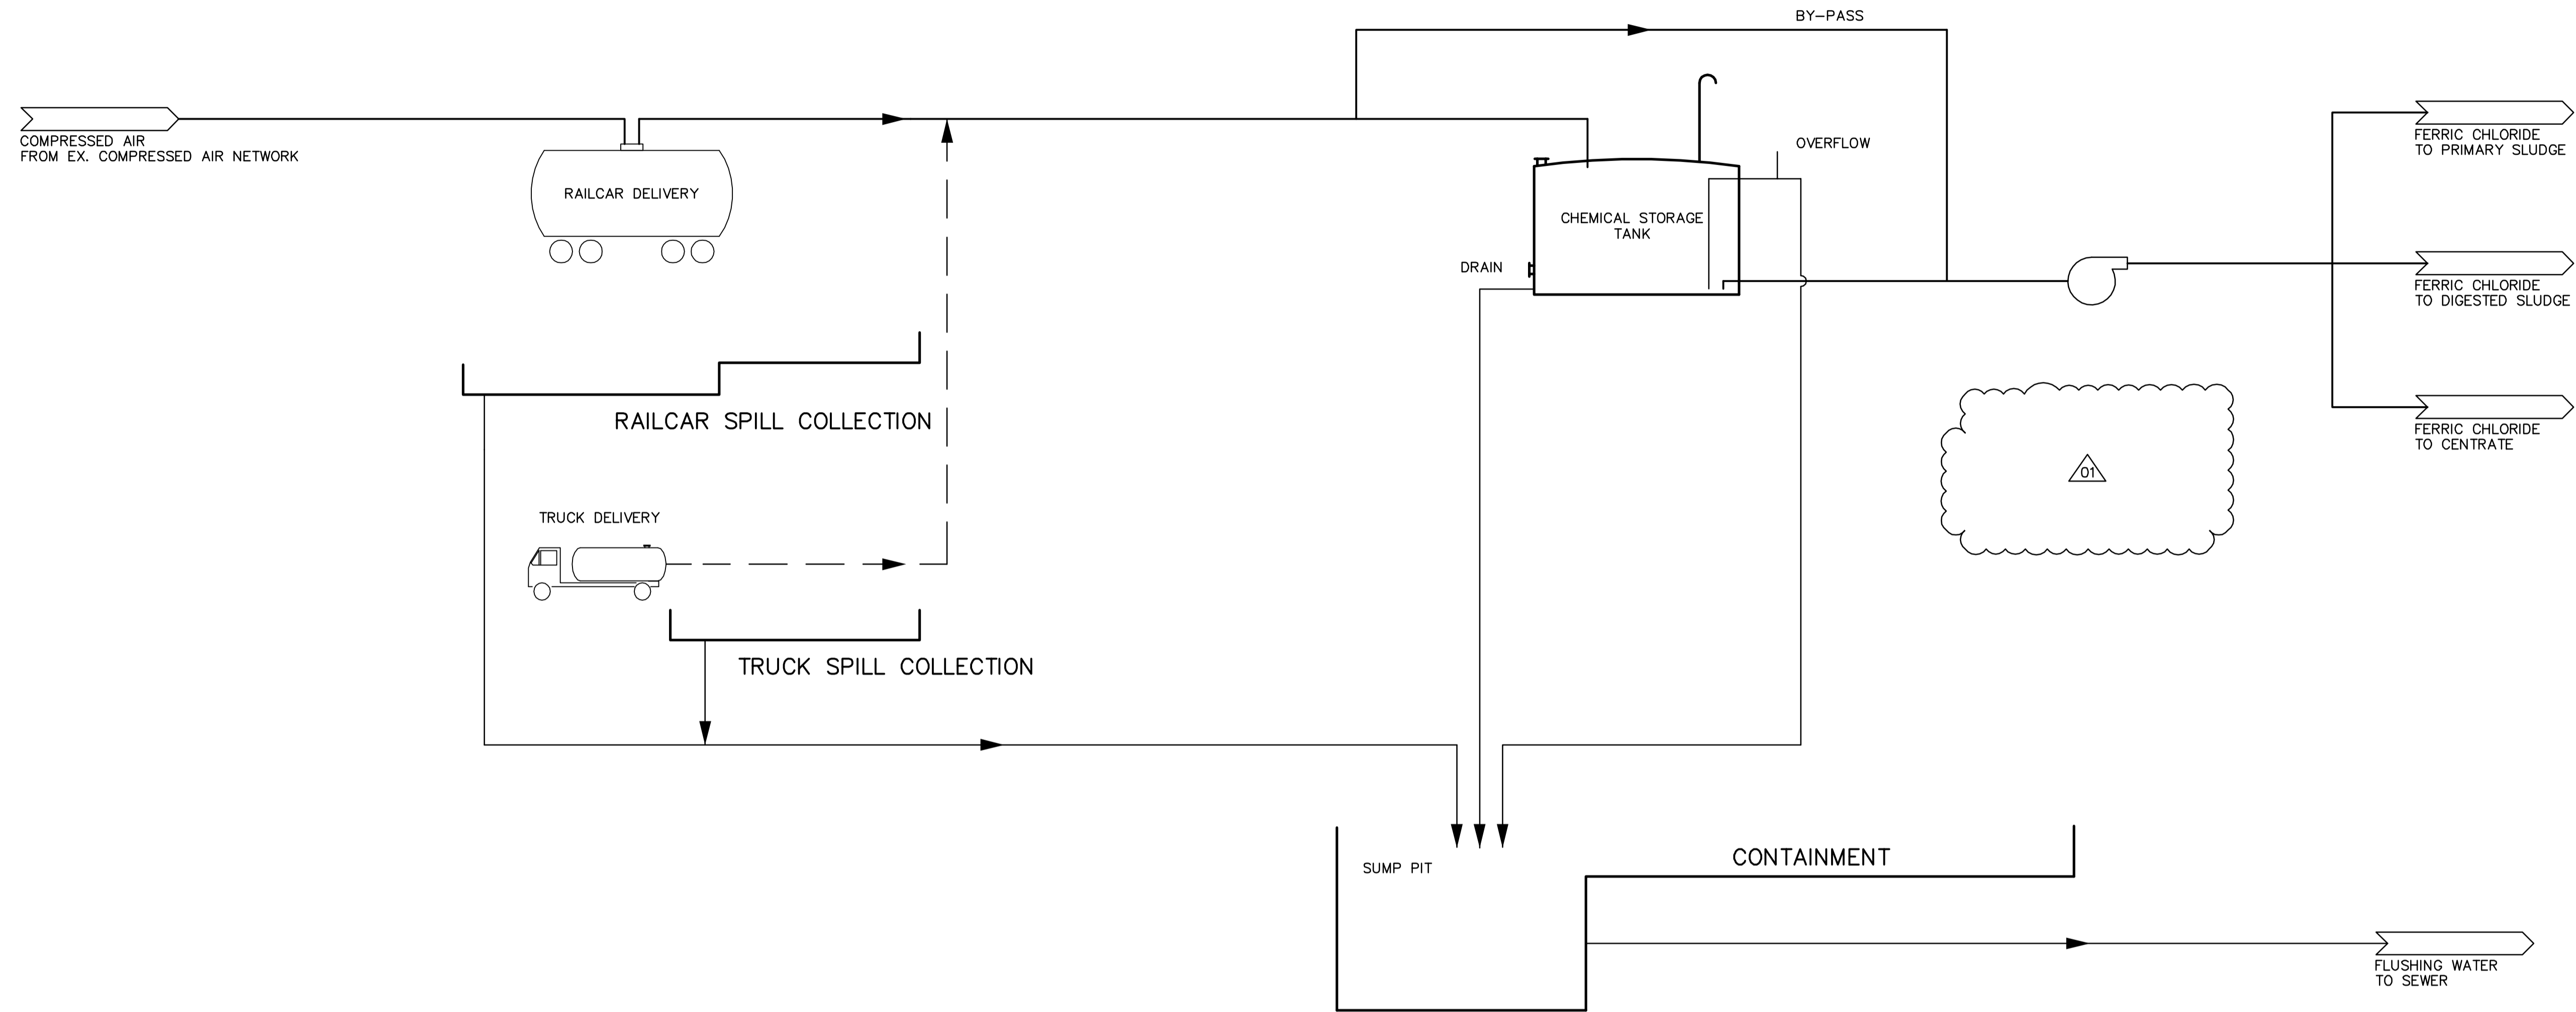 BY-PASS
COMPRESSED AIR
FROM EX. COMPRESSED AIR NETWORK
RAILCAR DELIVERY
OVERFLOW
CHEMICAL STORAGE
TANK
DRAIN
FERRIC CHLORIDE
TO PRIMARY SLUDGE
FERRIC CHLORIDE
TO DIGESTED SLUDGE
FERRIC CHLORIDE
TO CENTRATE
RAILCAR SPILL COLLECTION
01
TRUCK DELIVERY
TRUCK SPILL COLLECTION
SUMP PIT
CONTAINMENT
FLUSHING WATER
TO SEWER